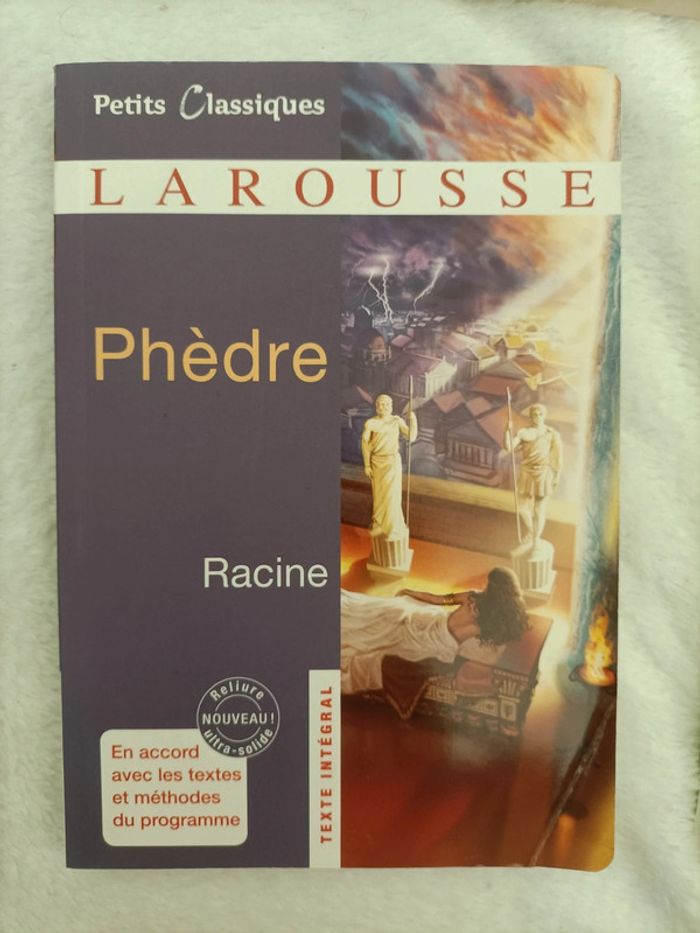 Petits Classiques
LAROUSSE
Phèdre
Racine
Reliure
NOUVEAU !
ultra-solide
En accord
avec les textes
et méthodes
du programme
TEXTE INTÉGRAL